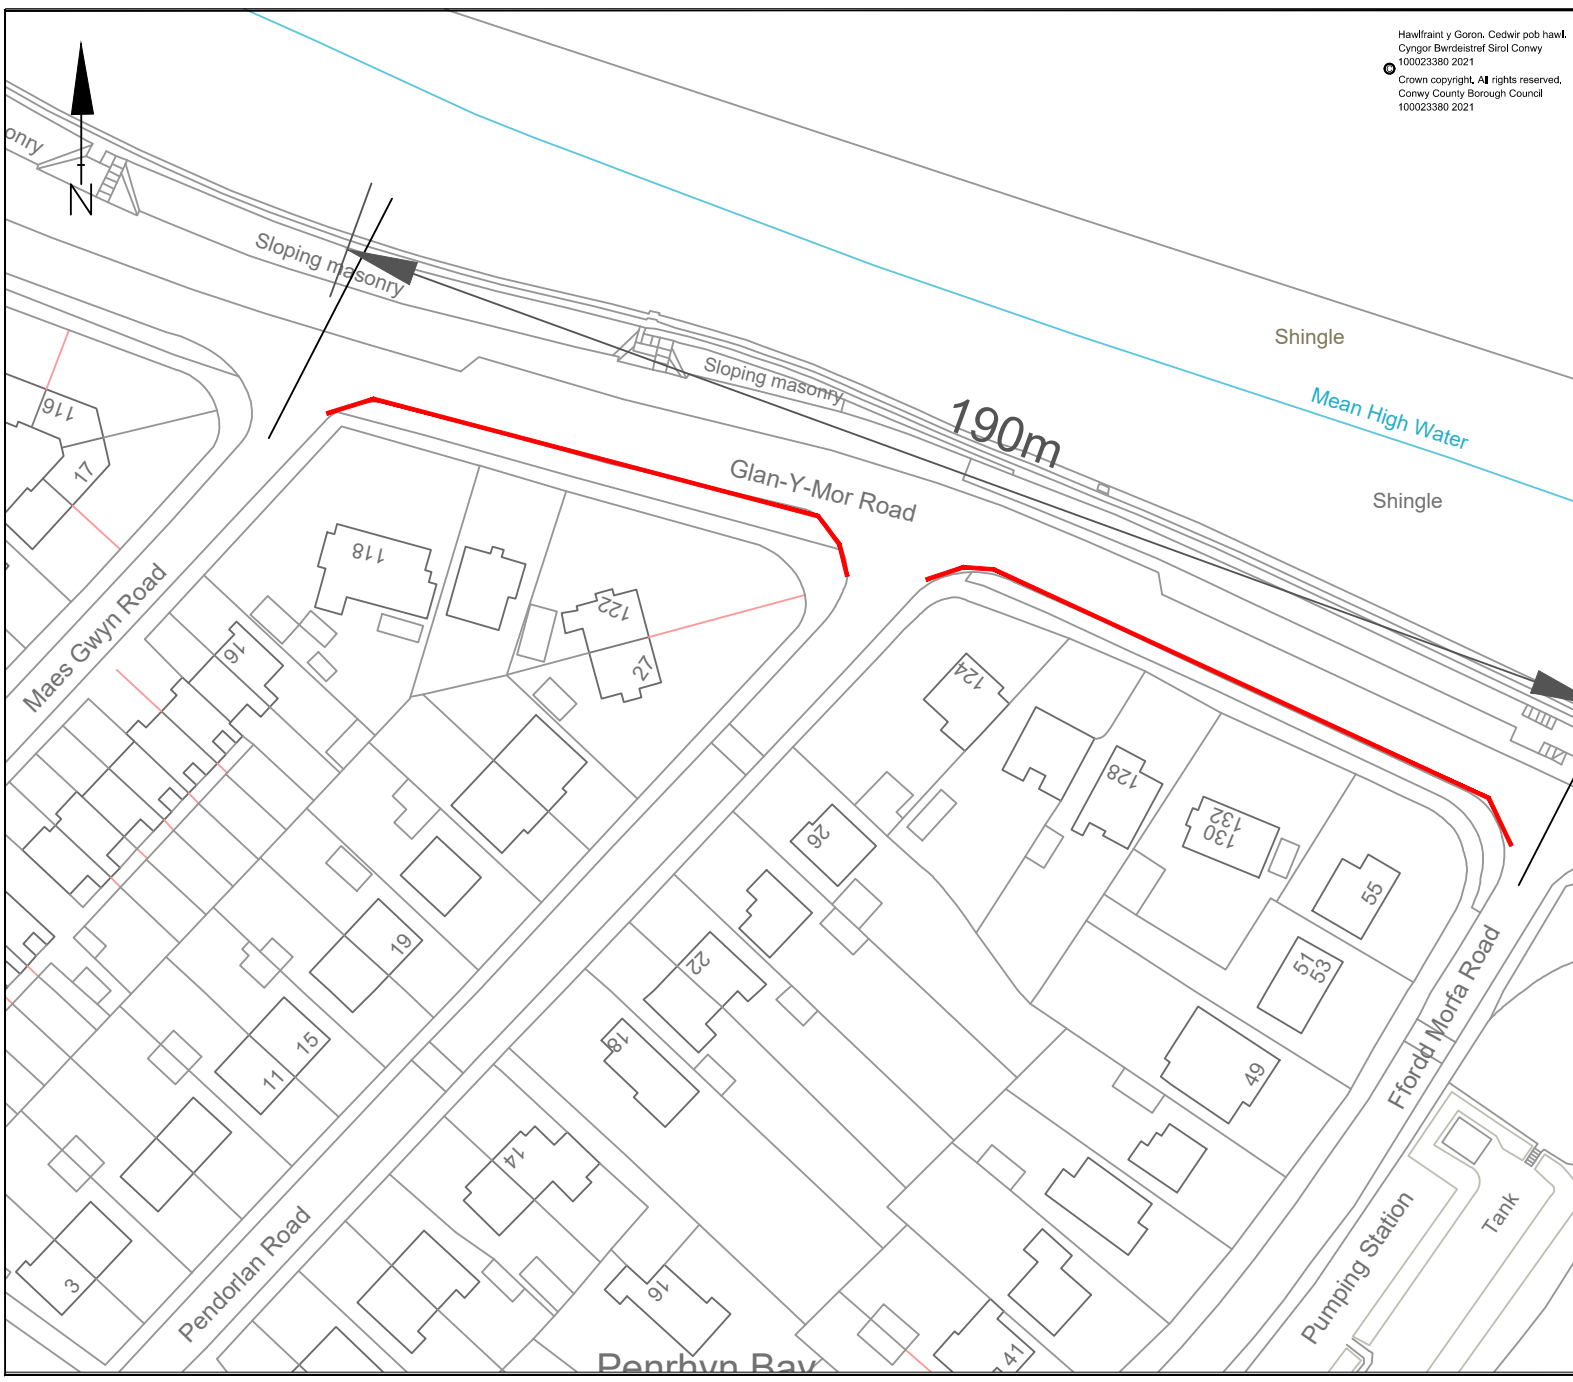 Hawlfraint y Goron. Cedwir pob hawl.
Cyngor Bwrdeistref Sirol Conwy
100023380 2021
©
Crown copyright. All rights reserved.
Conwy County Borough Council
100023380 2021
onry
N
Sloping masonry
Shingle
Sloping masonry
Mean High Water
190m
Glan-Y-Mor Road
Shingle
116
17
118
122
27
Maes Gwyn Road
16
124
128
132
130
26
55
19
22
51
53
Ffordd Morfa Road
15
11
18
49
14
Pendorlan Road
Tank
Pumping Station
3
16
41
Penrhyn Bay